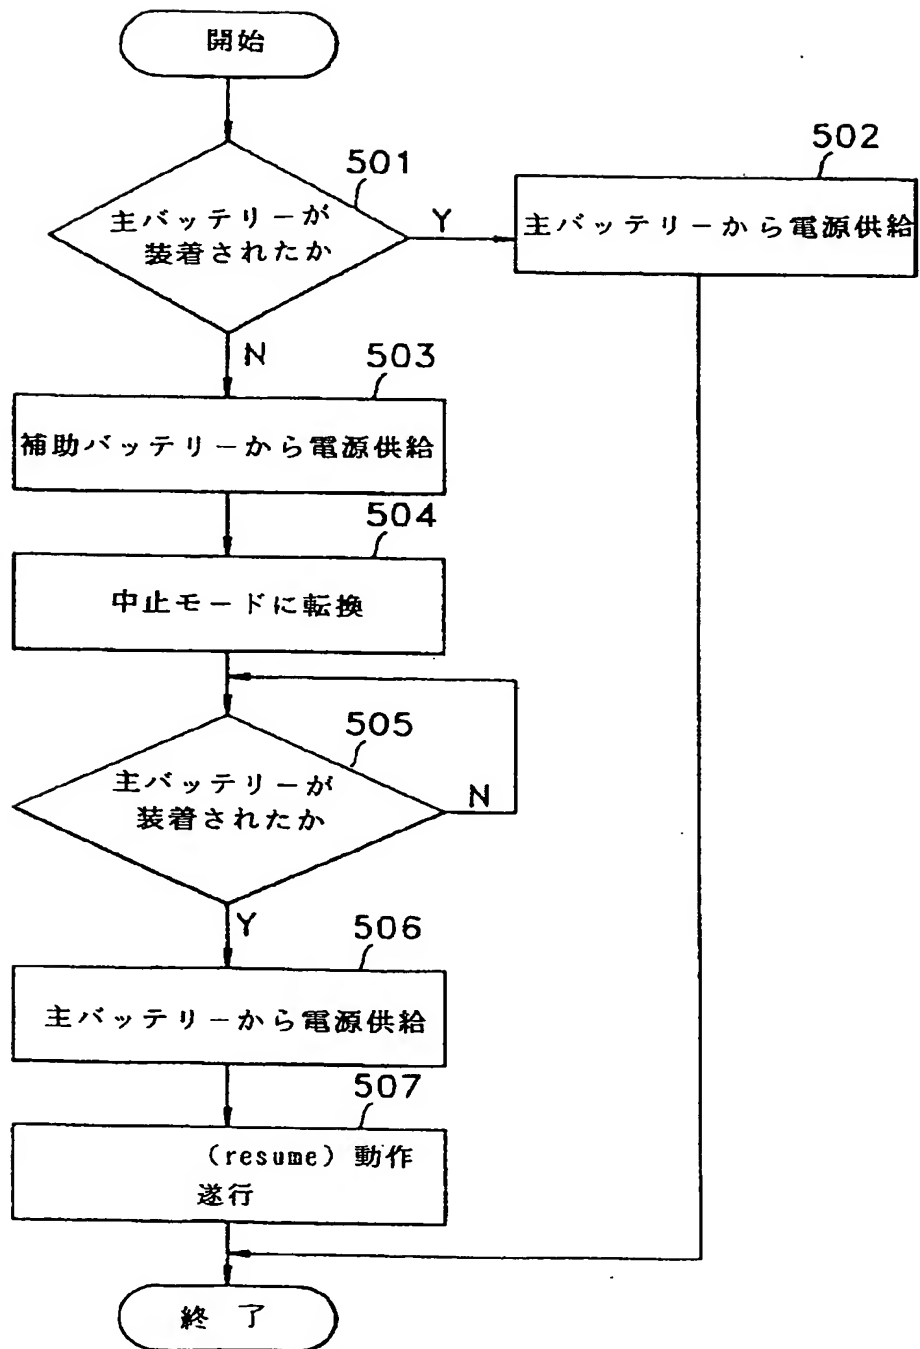 開始
501
主バッテリーが
装着されたか
Y
502
主バッテリーから電源供給
N
503
補助バッテリーから電源供給
504
中止モードに転換
505
主バッテリーが
装着されたか
N
Y
506
主バッテリーから電源供給
507
(resume)動作
遂行
終了